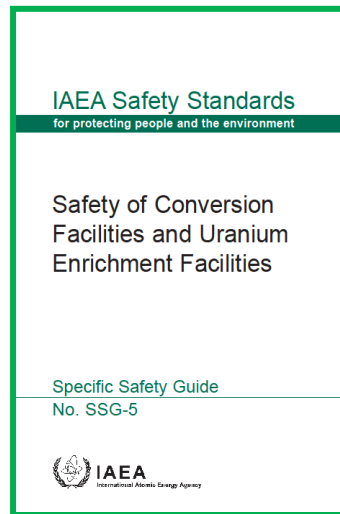 IAEA Safety Standards
for protecting people and the environment
Safety of Conversion
Facilities and Uranium
Enrichment Facilities
Specific Safety Guide
No. SSG-5
IAEA
International Atomic Energy Agency